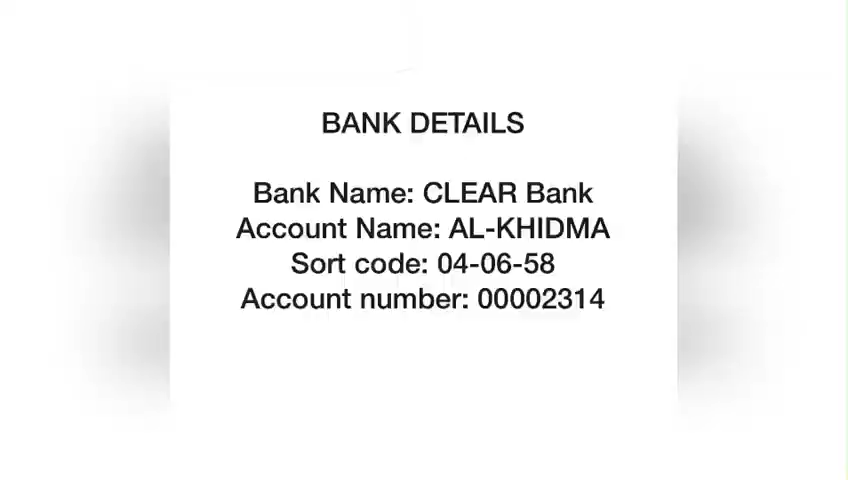 BANK DETAILS
Bank Name: CLEAR Bank
Account Name: AL-KHIDMA
Sort code: 04-06-58
Account number: 00002314